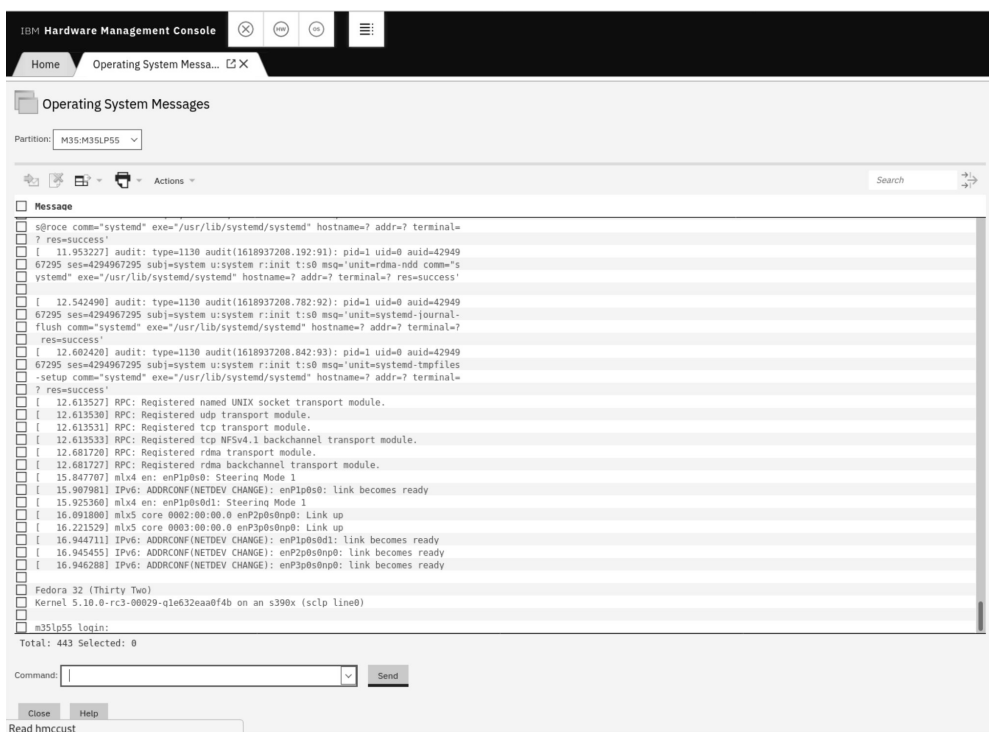 IBM Hardware Management Console
HW
OS
Home
Operating System Messa...
Operating System Messages
Partition: M35:M35LP55
Actions
Search
Message
s@roce comm="systemd" exe="/usr/lib/systemd/systemd" hostname=? addr=? terminal=
? res=success'
[   11.953227] audit: type=1130 audit(1618937208.192:91): pid=1 uid=0 auid=42949
67295 ses=4294967295 subj=system u:system r:init t:s0 msg='unit=rdma-ndd comm="s
ystemd" exe="/usr/lib/systemd/systemd" hostname=? addr=? terminal=? res=success'
[   12.542490] audit: type=1130 audit(1618937208.782:92): pid=1 uid=0 auid=42949
67295 ses=4294967295 subj=system u:system r:init t:s0 msg='unit=systemd-journal-
flush comm="systemd" exe="/usr/lib/systemd/systemd" hostname=? addr=? terminal=?
res=success'
[   12.602420] audit: type=1130 audit(1618937208.842:93): pid=1 uid=0 auid=42949
67295 ses=4294967295 subj=system u:system r:init t:s0 msg='unit=systemd-tmpfiles
-setup comm="systemd" exe="/usr/lib/systemd/systemd" hostname=? addr=? terminal=
? res=success'
[   12.613527] RPC: Registered named UNIX socket transport module.
[   12.613530] RPC: Registered udp transport module.
[   12.613531] RPC: Registered tcp transport module.
[   12.613533] RPC: Registered tcp NFSv4.1 backchannel transport module.
[   12.681720] RPC: Registered rdma transport module.
[   12.681727] RPC: Registered rdma backchannel transport module.
[   15.847707] mlx4 en: enP1p0s0: Steering Mode 1
[   15.907981] IPv6: ADDRCONF(NETDEV CHANGE): enP1p0s0: link becomes ready
[   15.925360] mlx4 en: enP1p0s0d1: Steering Mode 1
[   16.091800] mlx5 core 0002:00:00.0 enP2p0s0np0: Link up
[   16.221529] mlx5 core 0003:00:00.0 enP3p0s0np0: Link up
[   16.944711] IPv6: ADDRCONF(NETDEV CHANGE): enP1p0s0d1: link becomes ready
[   16.945455] IPv6: ADDRCONF(NETDEV CHANGE): enP2p0s0np0: link becomes ready
[   16.946288] IPv6: ADDRCONF(NETDEV CHANGE): enP3p0s0np0: link becomes ready
Fedora 32 (Thirty Two)
Kernel 5.10.0-rc3-00029-g1e632eaa0f4b on an s390x (sclp line0)
m35lp55 login:
Total: 443 Selected: 0
Command:
Send
Close
Help
Read hmccust